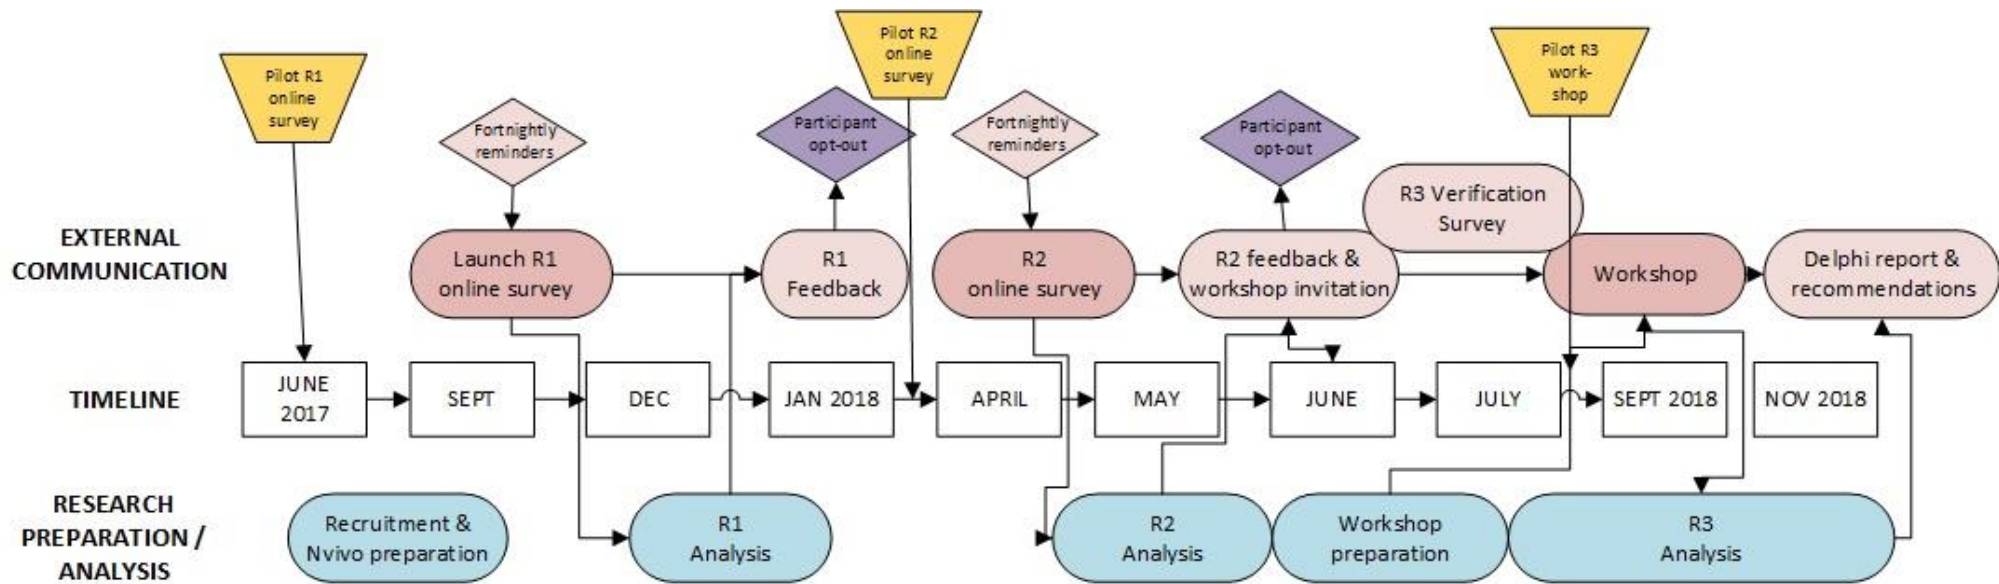 Pilot R1
online
survey
Fortnightly
reminders
Participant
opt-out
Pilot R2
online
survey
Fortnightly
reminders
Participant
opt-out
Pilot R3
work-
shop
R3 Verification
Survey
EXTERNAL
COMMUNICATION
Launch R1
online survey
R1
Feedback
R2
online survey
R2 feedback &
workshop invitation
Workshop
Delphi report &
recommendations
TIMELINE
JUNE
2017
SEPT
DEC
JAN 2018
APRIL
MAY
JUNE
JULY
SEPT 2018
NOV 2018
RESEARCH
PREPARATION /
ANALYSIS
Recruitment &
Nvivo preparation
R1
Analysis
R2
Analysis
Workshop
preparation
R3
Analysis